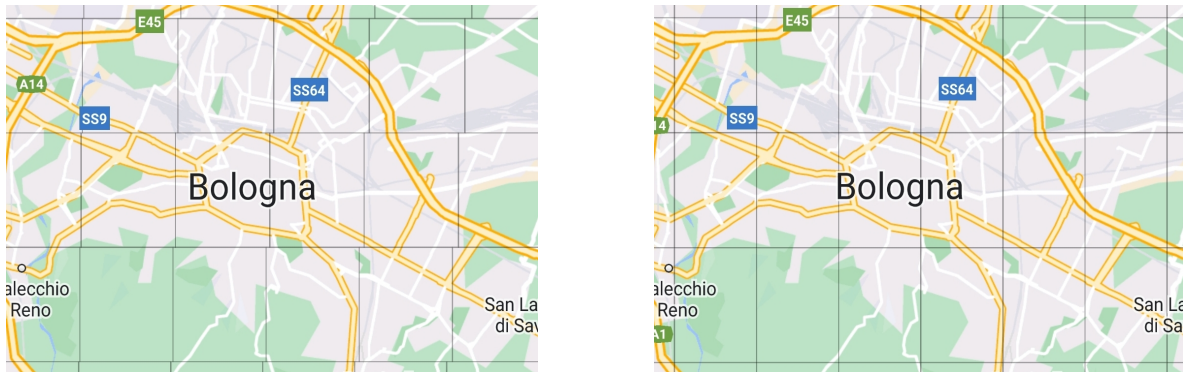 E45
A14
SS64
SS9
Bologna
alecchio
Reno
San La
di Sav
E45
SS64
14
SS9
Bologna
alecchio
Reno
San La
di Sa
A1